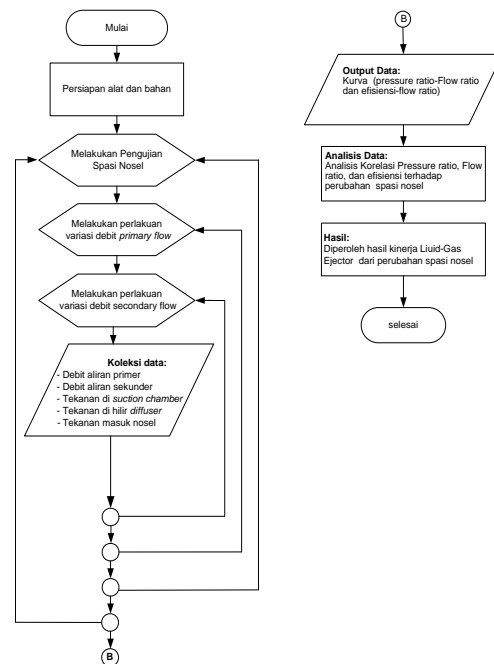 Mulai
Persiapan alat dan bahan
Melakukan Pengujian
Spasi Nosel
Melakukan perlakuan
variasi debit primary flow
Melakukan perlakuan
variasi debit secondary flow
Koleksi data:
- Debit aliran primer
- Debit aliran sekunder
- Tekanan di suction chamber
- Tekanan di hilir diffuser
- Tekanan masuk nosel
B
B
Output Data:
Kurva (pressure ratio-Flow ratio
dan efisiensi-flow ratio)
Analisis Data:
Analisis Korelasi Pressure ratio, Flow
ratio, dan efisiensi terhadap
perubahan spasi nosel
Hasil:
Diperoleh hasil kinerja Liuid-Gas
Ejector dari perubahan spasi nosel
selesai